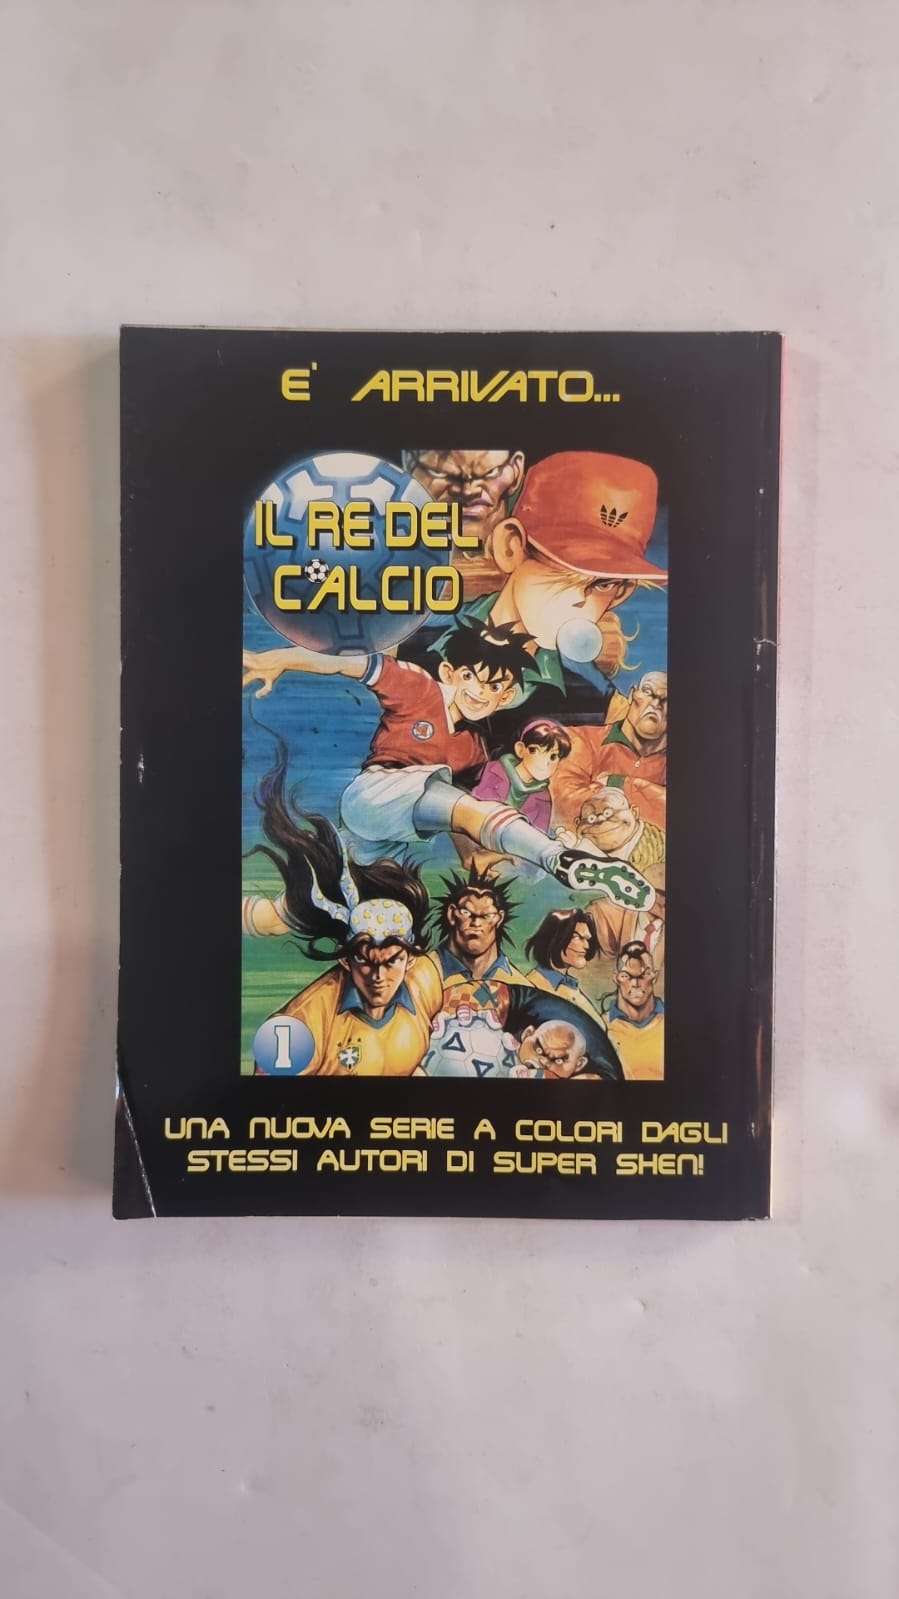 E' ARRIVATO...
IL RE DEL
CALCIO
1
UNA NUOVA SERIE A COLORI DAGLI
STESSI AUTORI DI SUPER SHEN!